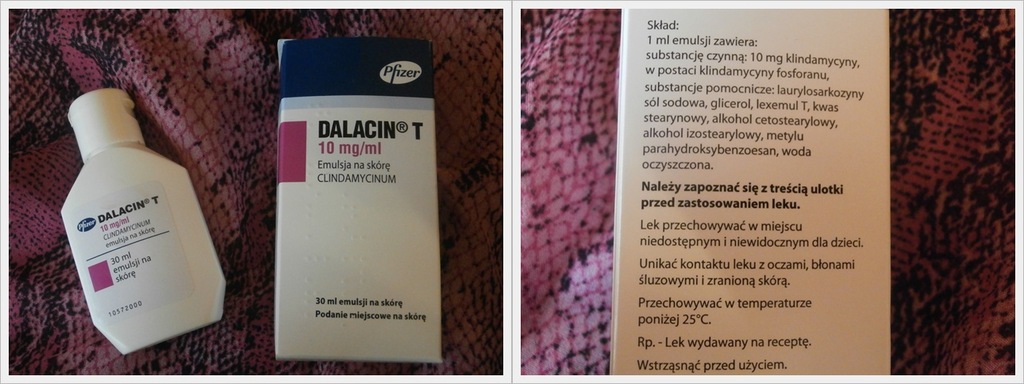 Pfizer
DALACIN® T
10 mg/ml
CLINDAMYCINUM
emulsja na skórę
30 ml
emulsji na
skórę
10572000
Pfizer
DALACIN® T
10 mg/ml
Emulsja na skórę
CLINDAMYCINUM
30 ml emulsji na skórę
Podanie miejscowe na skórę
Skład:
1 ml emulsji zawiera:
substancję czynną: 10 mg klindamycyny,
w postaci klindamycyny fosforanu,
substancje pomocnicze: laurylosarkozyny
sól sodowa, glicerol, lexemul T, kwas
stearynowy, alkohol cetostearylowy,
alkohol izostearylowy, metylu
parahydroksybenzoesan, woda
oczyszczona.
Należy zapoznać się z treścią ulotki
przed zastosowaniem leku.
Lek przechowywać w miejscu
niedostępnym i niewidocznym dla dzieci.
Unikać kontaktu leku z oczami, błonami
śluzowymi i zranioną skórą.
Przechowywać w temperaturze
poniżej 25°C.
Rp. - Lek wydawany na receptę.
Wstrząsnąć przed użyciem.